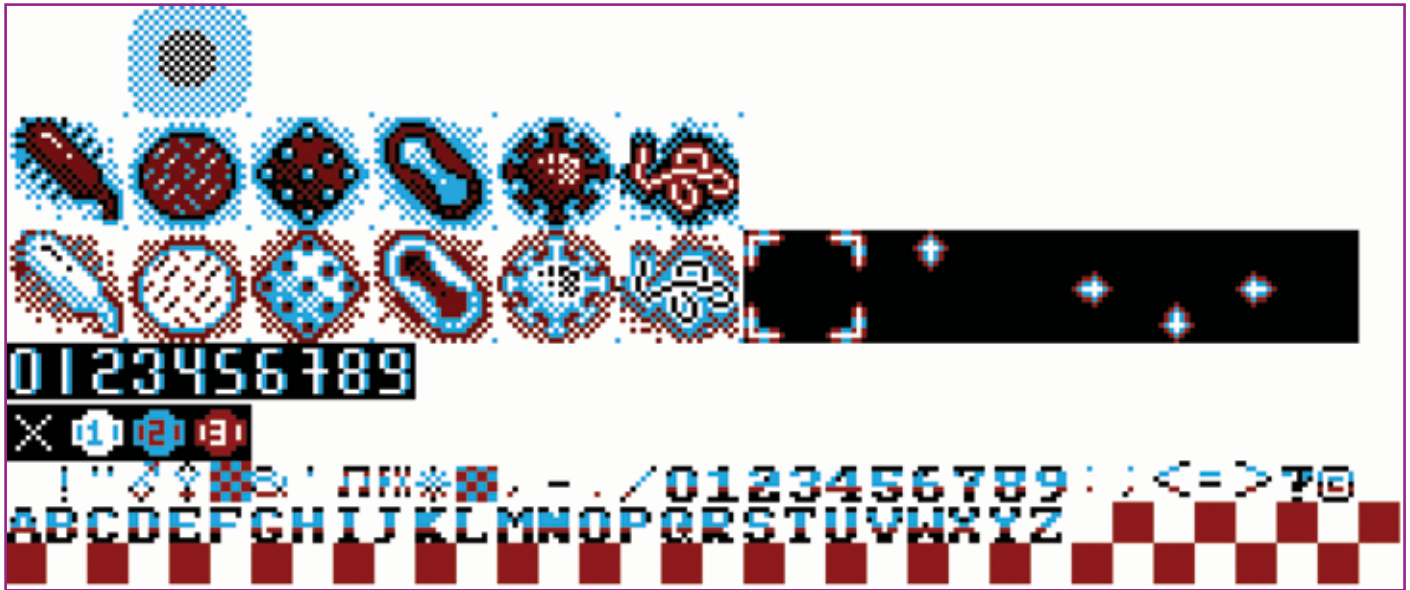 0123456789
X 1 2 3
! " ♂ ♀ ' * , - . / 0123456789 : ; < = > ? ©
ABCDEFGHIJKLMNOPQRSTUVWXYZ